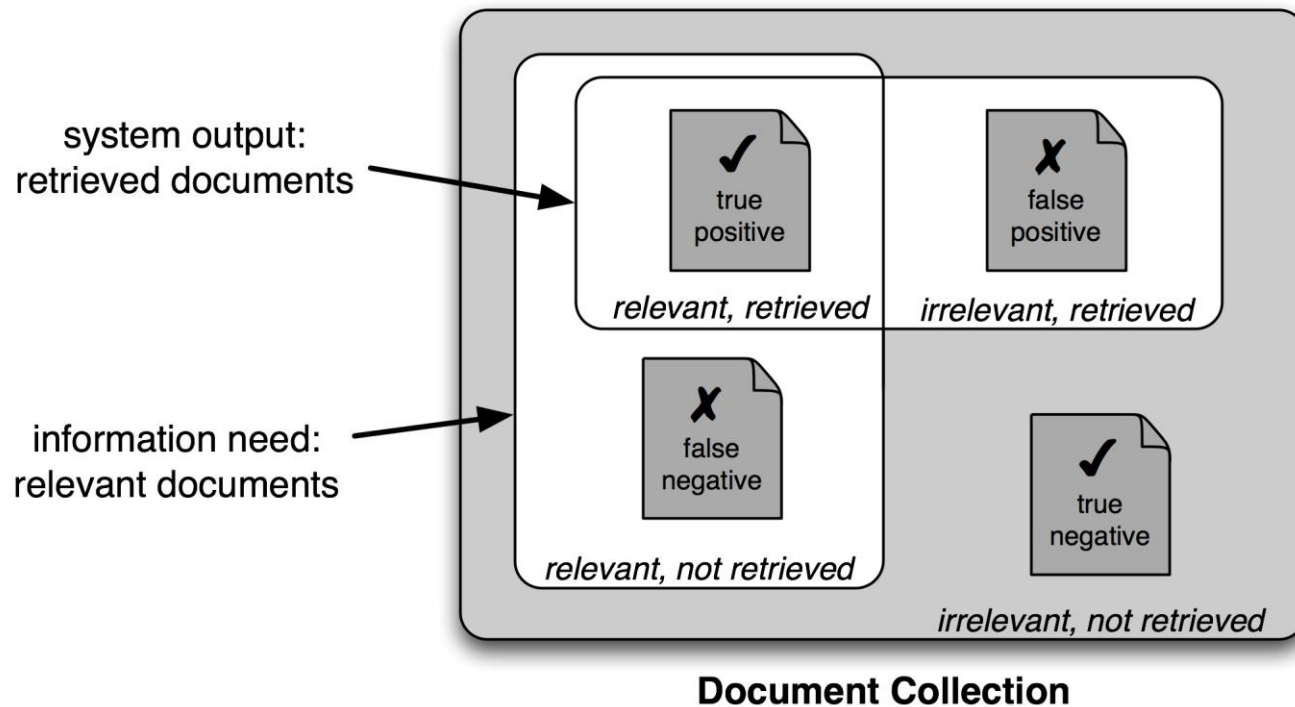 system output:
retrieved documents
✓
true
positive
✗
false
positive
relevant, retrieved
irrelevant, retrieved
information need:
relevant documents
✗
false
negative
✓
true
negative
relevant, not retrieved
irrelevant, not retrieved
Document Collection